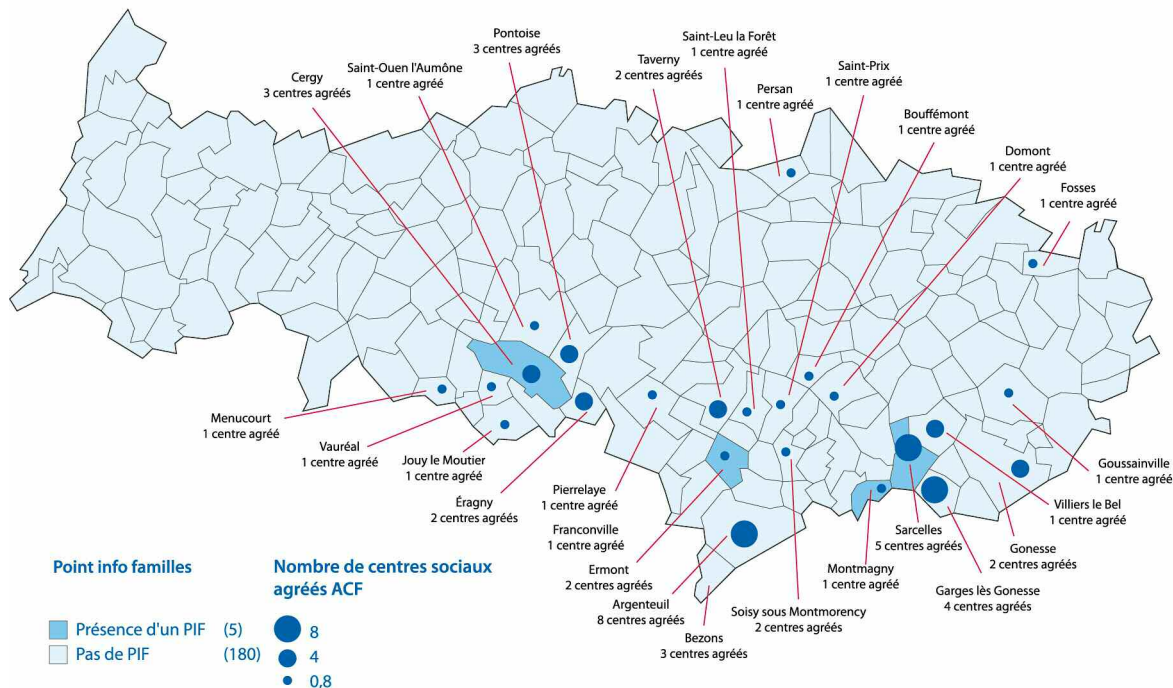 Pontoise
3 centres agréés
Saint-Leu la Forêt
1 centre agréé
Saint-Ouen l'Aumône
1 centre agréé
Taverny
2 centres agréés
Saint-Prix
1 centre agréé
Cergy
3 centres agréés
Persan
1 centre agréé
Bouffémont
1 centre agréé
Domont
1 centre agréé
Fosses
1 centre agréé
Menucourt
1 centre agréé
Vauréal
1 centre agréé
Jouy le Moutier
1 centre agréé
Éragny
2 centres agréés
Pierrelaye
1 centre agréé
Franconville
1 centre agréé
Ermont
2 centres agréés
Argenteuil
8 centres agréés
Bezons
3 centres agréés
Soisy sous Montmorency
2 centres agréés
Montmagny
1 centre agréé
Sarcelles
5 centres agréés
Garges lès Gonesse
4 centres agréés
Gonesse
2 centres agréés
Villiers le Bel
1 centre agréé
Goussainville
1 centre agréé
Point info familles
Présence d'un PIF (5)
Pas de PIF (180)
Nombre de centres sociaux
agréés ACF
8
4
0,8